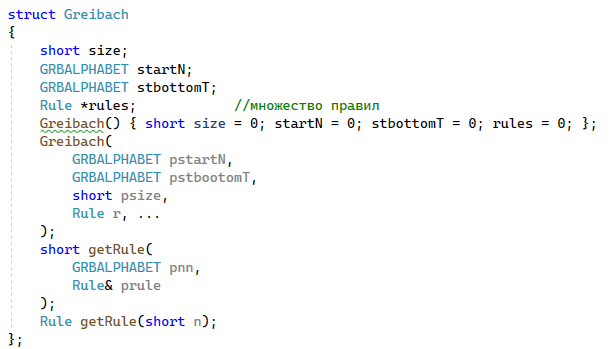 struct Greibach
{
    short size;
    GRBALPHABET startN;
    GRBALPHABET stbottomT;
    Rule *rules;            //множество правил
    Greibach() { short size = 0; startN = 0; stbottomT = 0; rules = 0; };
    Greibach(
        GRBALPHABET pstartN,
        GRBALPHABET pstbootomT,
        short psize,
        Rule r, ...
    );
    short getRule(
        GRBALPHABET pnn,
        Rule& prule
    );
    Rule getRule(short n);
};